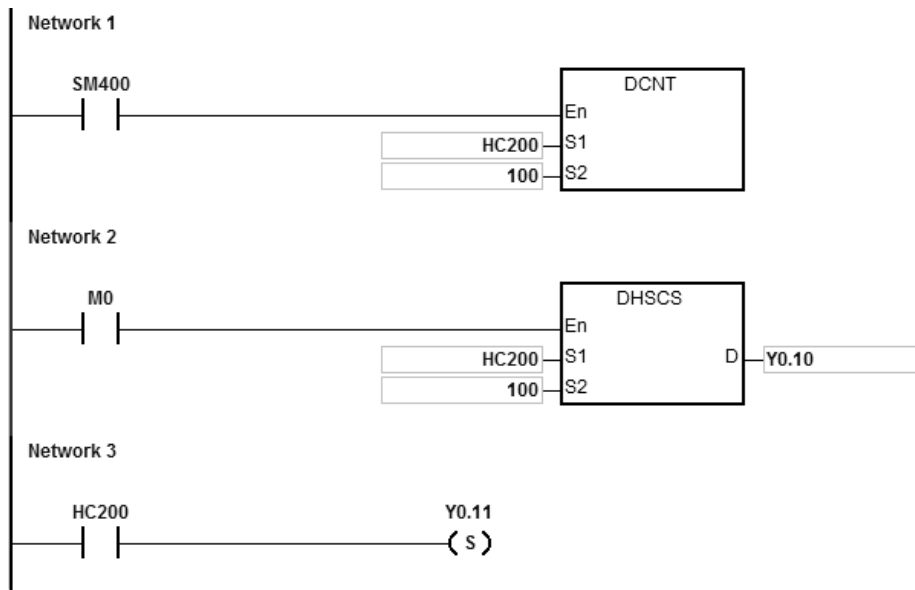 Network 1
SM400
DCNT
En
HC200 S1
100 S2
Network 2
M0
DHSCS
En
HC200 S1 D Y0.10
100 S2
Network 3
HC200 Y0.11
( S )